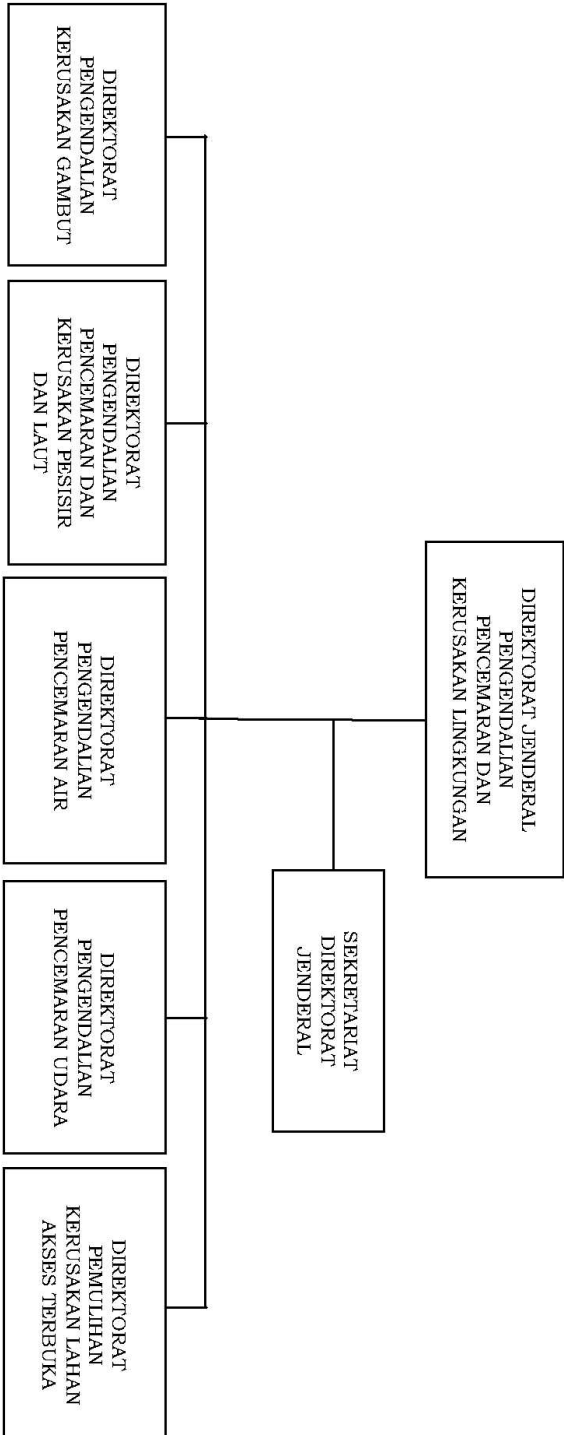 DIREKTORAT JENDERAL
PENGENDALIAN
PENCEMARAN DAN
KERUSAKAN LINGKUNGAN
SEKRETARIAT
DIREKTORAT
JENDERAL
DIREKTORAT
PENGENDALIAN
KERUSAKAN GAMBUT
DIREKTORAT
PENGENDALIAN
PENCEMARAN DAN
KERUSAKAN PESISIR
DAN LAUT
DIREKTORAT
PENGENDALIAN
PENCEMARAN AIR
DIREKTORAT
PENGENDALIAN
PENCEMARAN UDARA
DIREKTORAT
PEMULIHAN
KERUSAKAN LAHAN
AKSES TERBUKA